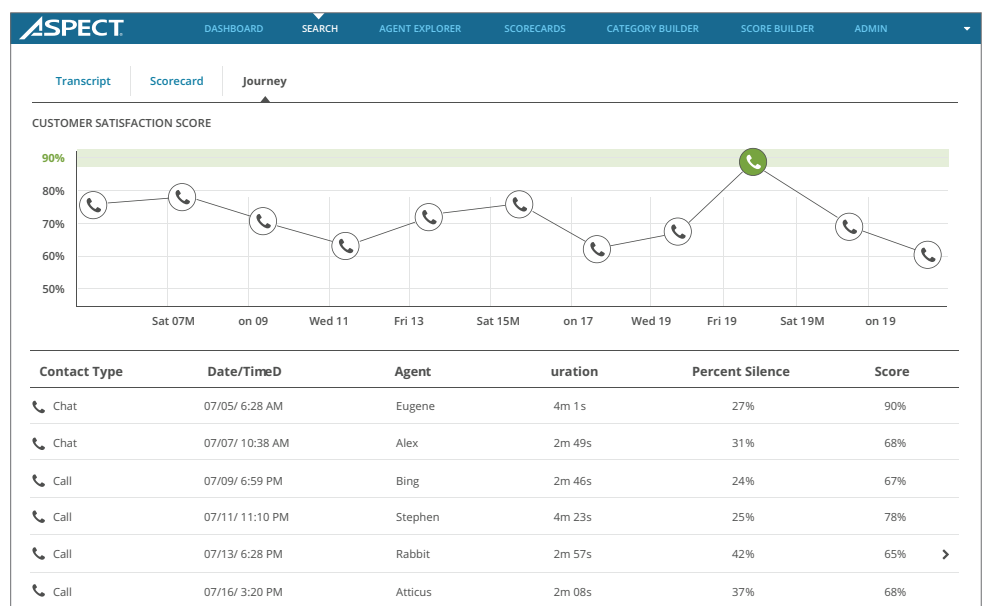 ASPECT DASHBOARD SEARCH AGENT EXPLORER SCORECARDS CATEGORY BUILDER SCORE BUILDER ADMIN
Transcript Scorecard Journey
CUSTOMER SATISFACTION SCORE
90%
80%
70%
60%
50%
Sat 07M on 09 Wed 11 Fri 13 Sat 15M on 17 Wed 19 Fri 19 Sat 19M on 19
Contact Type Date/TimeD Agent uration Percent Silence Score
Chat 07/05/ 6:28 AM Eugene 4m 1s 27% 90%
Chat 07/07/ 10:38 AM Alex 2m 49s 31% 68%
Call 07/09/ 6:59 PM Bing 2m 46s 24% 67%
Call 07/11/ 11:10 PM Stephen 4m 23s 25% 78%
Call 07/13/ 6:28 PM Rabbit 2m 57s 42% 65%
Call 07/16/ 3:20 PM Atticus 2m 08s 37% 68%